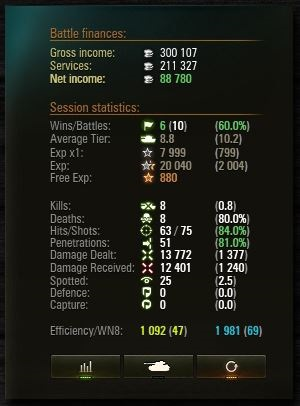 Battle finances:
Gross income: 300 107
Services: 211 327
Net income: 88 780
Session statistics:
Wins/Battles: 6 (10) (60.0%)
Average Tier: 8.8 (10.2)
Exp x1: 7 999 (799)
Exp: 20 040 (2 004)
Free Exp: 880
Kills: 8 (0.8)
Deaths: 8 (80.0%)
Hits/Shots: 63 / 75 (84.0%)
Penetrations: 51 (81.0%)
Damage Dealt: 13 772 (1 377)
Damage Received: 12 401 (1 240)
Spotted: 25 (2.5)
Defence: 0 (0.0)
Capture: 0 (0.0)
Efficiency/WN8: 1 092 (47) 1 981 (69)